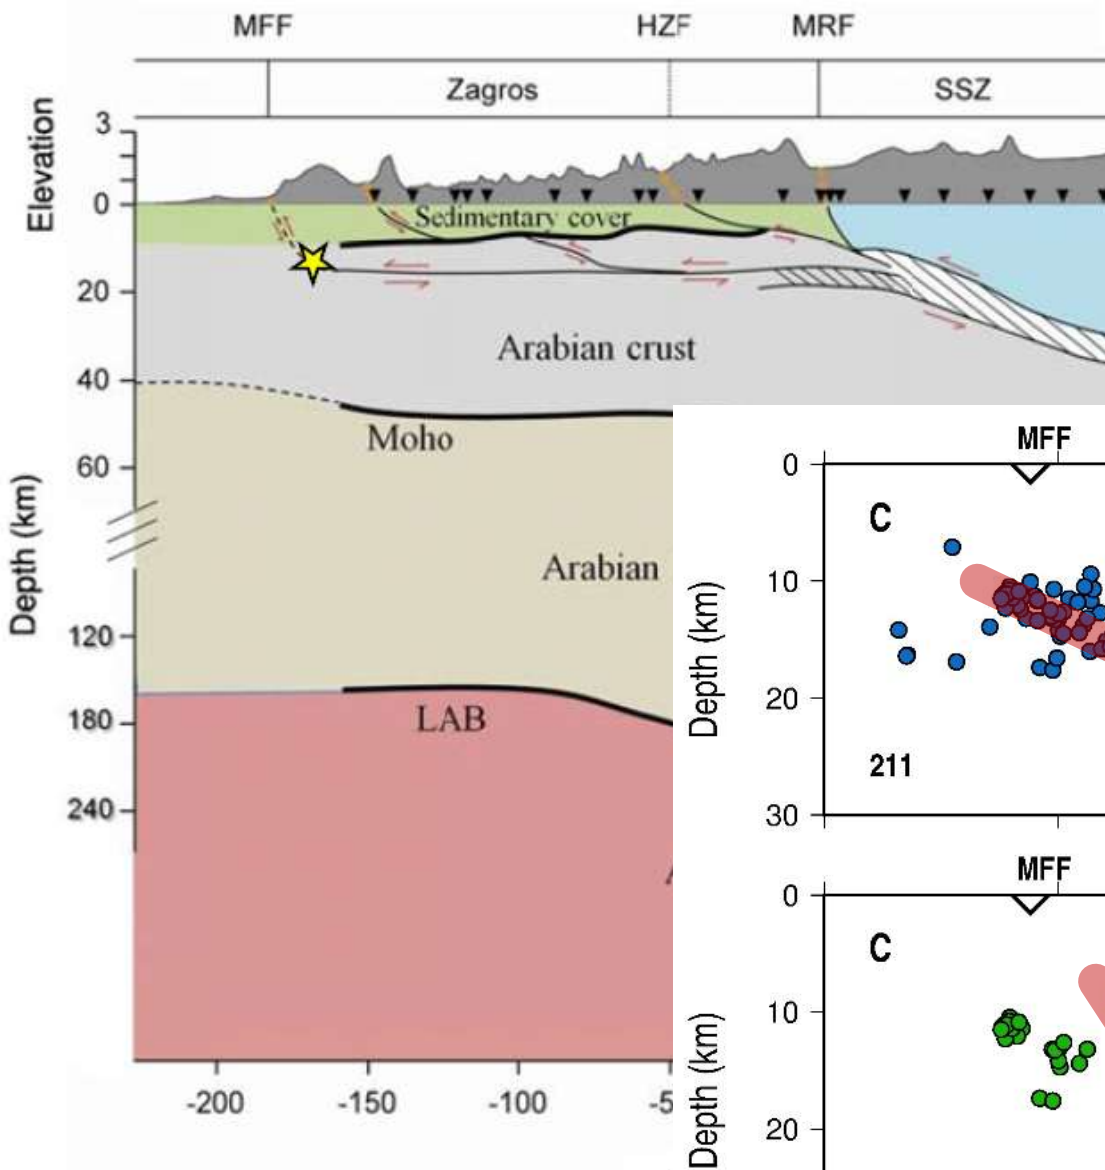 MFF HZF MRF
Zagros SSZ
Elevation
3
0
Sedimentary cover
20
Arabian crust
40
Moho
60
Depth (km)
Arabian
120
180
LAB
240
-200 -150 -100 -5
MFF
0
C
10
Depth (km)
20
211
30
MFF
0
C
10
Depth (km)
20